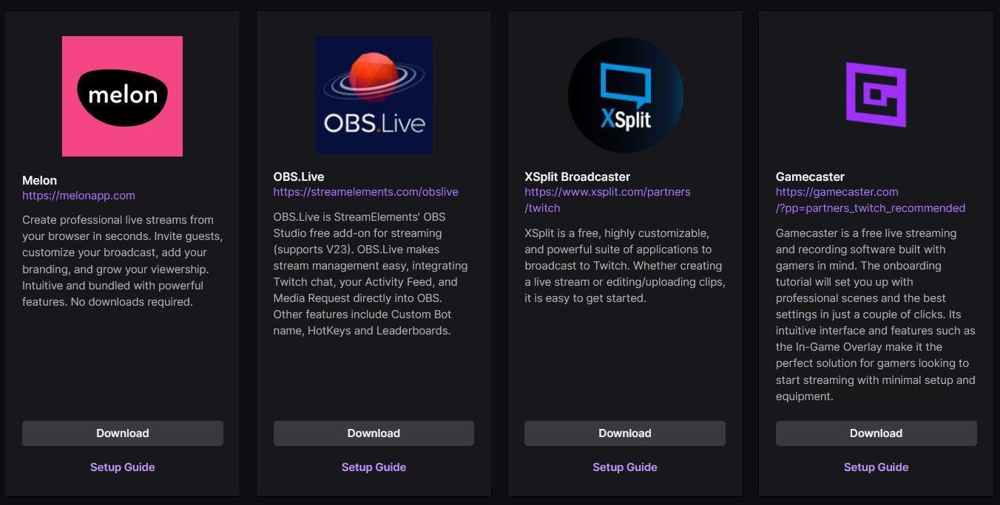 melon
Melon
https://melonapp.com
Create professional live streams from
your browser in seconds. Invite guests,
customize your broadcast, add your
branding, and grow your viewership.
Intuitive and bundled with powerful
features. No downloads required.
Download
Setup Guide
OBS.Live
OBS.Live
https://streamelements.com/obslive
OBS.Live is StreamElements' OBS
Studio free add-on for streaming
(supports V23). OBS.Live makes
stream management easy, integrating
Twitch chat, your Activity Feed, and
Media Request directly into OBS.
Other features include Custom Bot
name, HotKeys and Leaderboards.
Download
Setup Guide
XSplit
XSplit Broadcaster
https://www.xsplit.com/partners
/twitch
XSplit is a free, highly customizable,
and powerful suite of applications to
broadcast to Twitch. Whether creating
a live stream or editing/uploading clips,
it is easy to get started.
Download
Setup Guide
Gamecaster
https://gamecaster.com
/?pp=partners_twitch_recommended
Gamecaster is a free live streaming
and recording software built with
gamers in mind. The onboarding
tutorial will set you up with
professional scenes and the best
settings in just a couple of clicks. Its
intuitive interface and features such as
the In-Game Overlay make it the
perfect solution for gamers looking to
start streaming with minimal setup and
equipment.
Download
Setup Guide